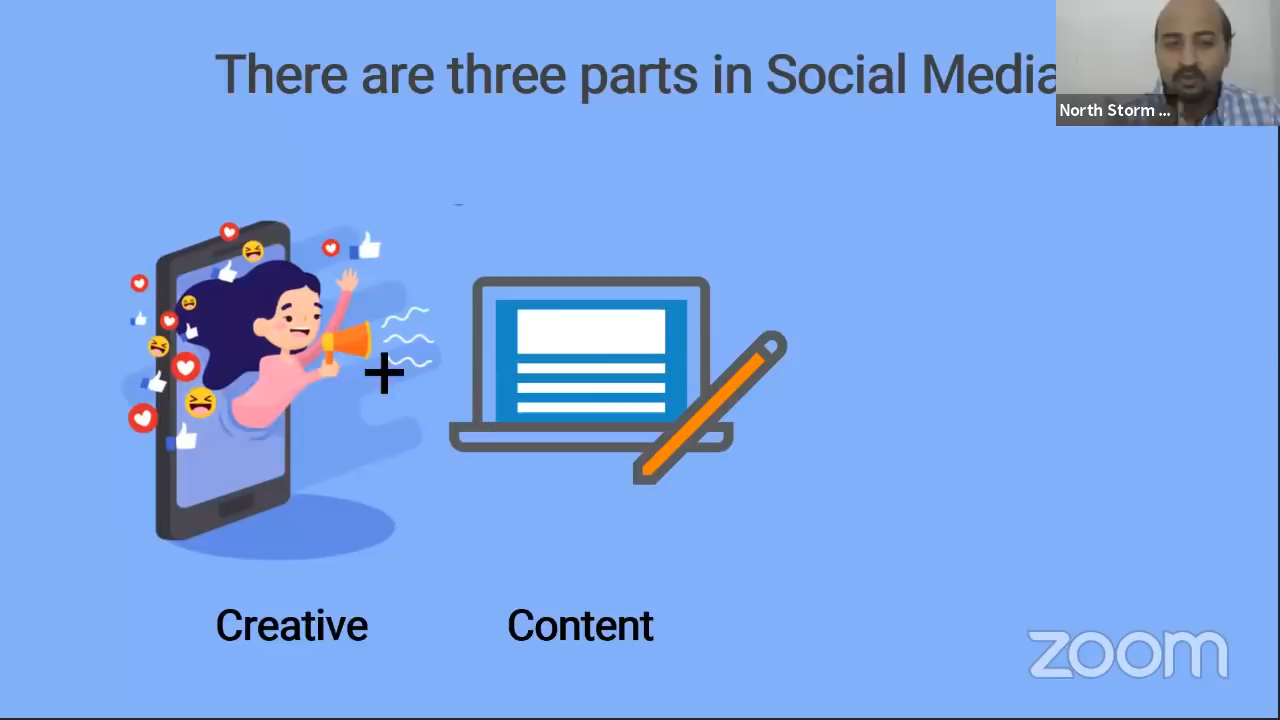 There are three parts in Social Media
North Storm ...
Creative
Content
zoom